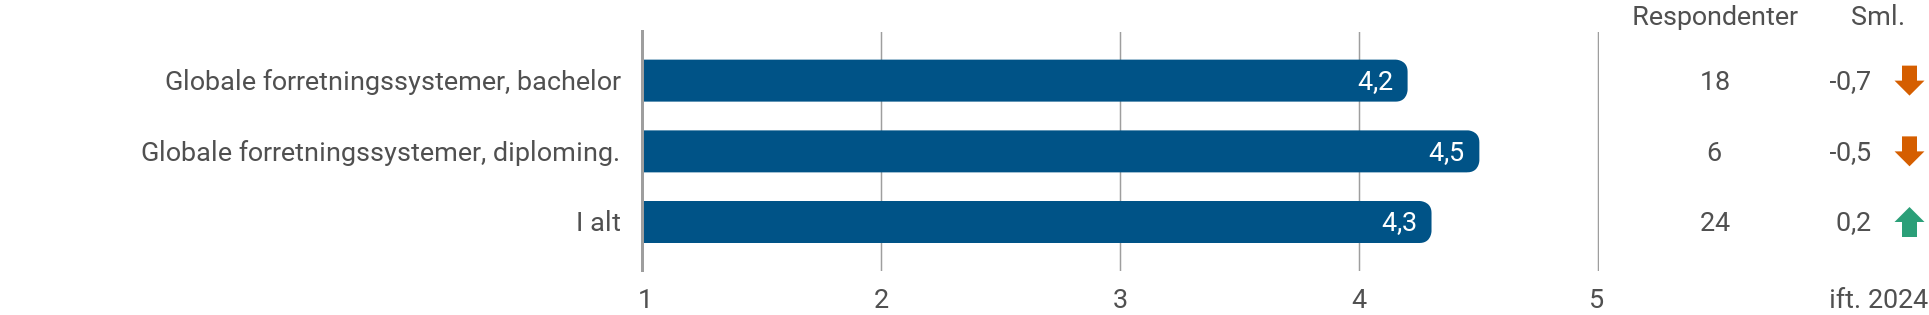 Respondenter Sml.
Globale forretningssystemer, bachelor 4,2 18 -0,7
Globale forretningssystemer, diploming. 4,5 6 -0,5
I alt 4,3 24 0,2
1 2 3 4 5 ift. 2024